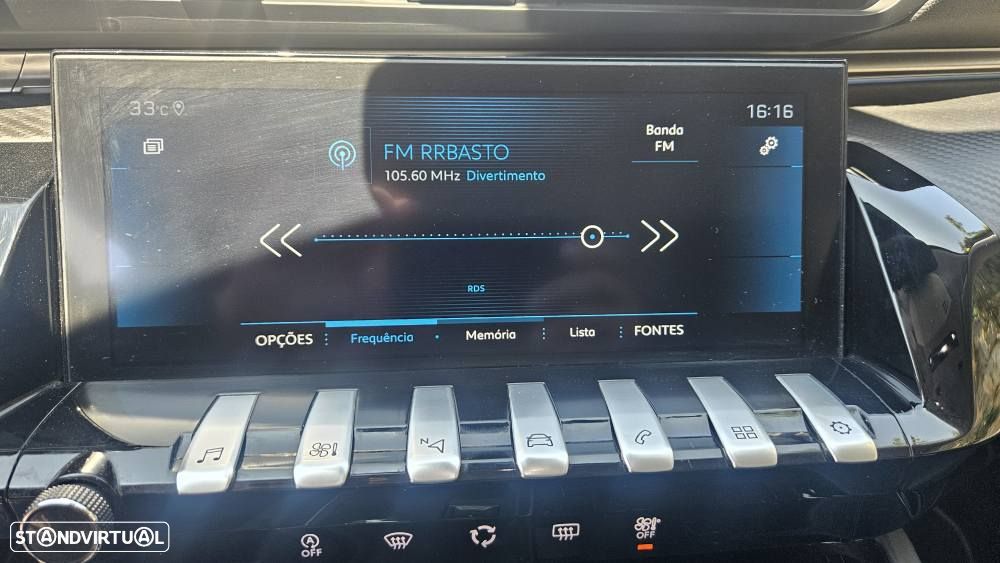 33°C
16:16
Banda
FM
FM RRBASTO
105.60 MHz Divertimento
RDS
OPÇÕES Frequência Memória Lista FONTES
N
A
OFF
OFF
STANDVIRTUAL